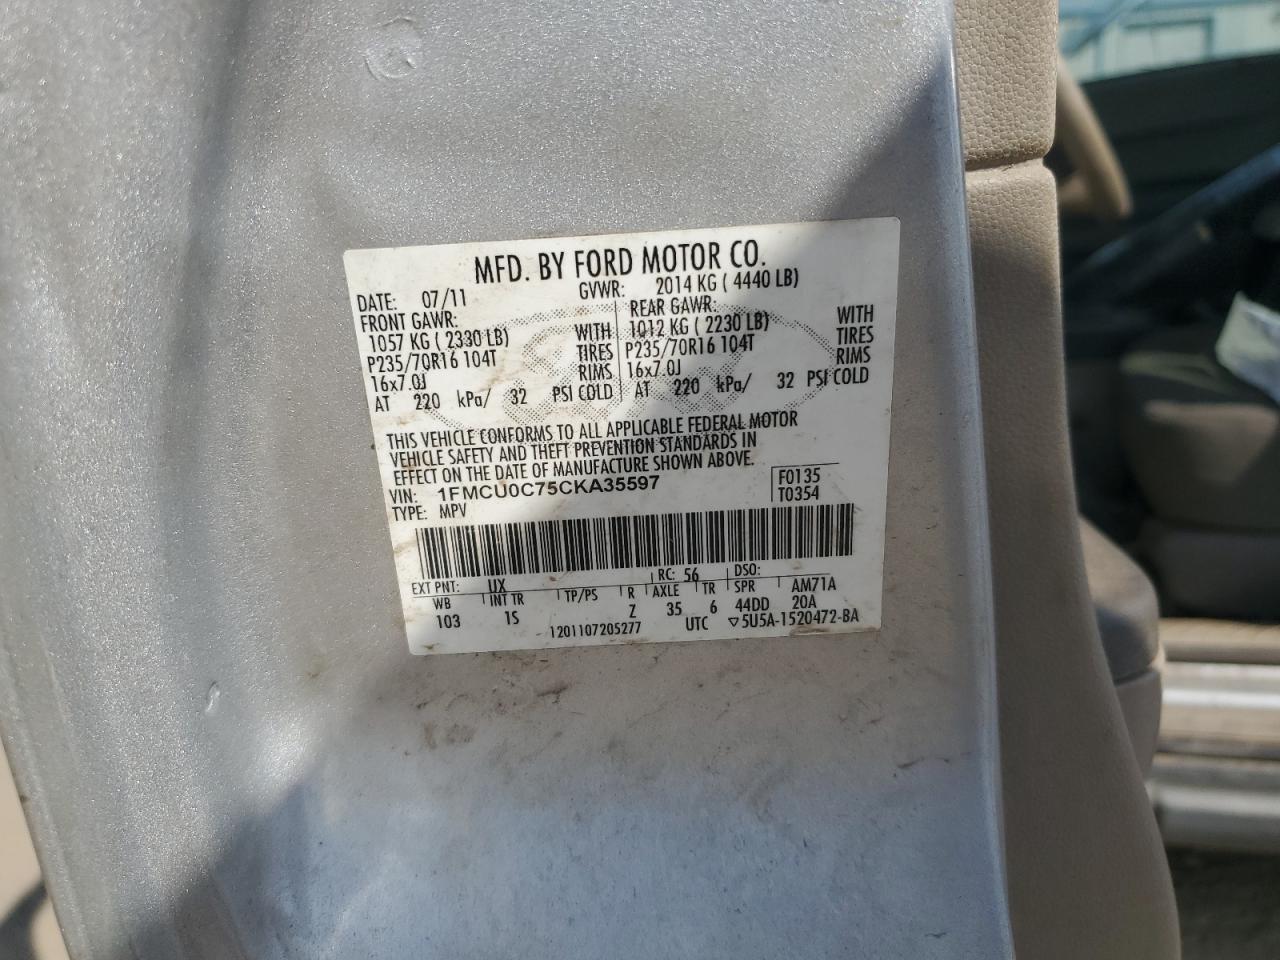 MFD. BY FORD MOTOR CO.
DATE: 07/11 GVWR: 2014 KG ( 4440 LB)
FRONT GAWR: REAR GAWR:
1057 KG ( 2330 LB) WITH 1012 KG ( 2230 LB) WITH
P235/70R16 104T TIRES P235/70R16 104T TIRES
16x7.0J RIMS 16x7.0J RIMS
AT 220 kPa/ 32 PSI COLD AT 220 kPa/ 32 PSI COLD
THIS VEHICLE CONFORMS TO ALL APPLICABLE FEDERAL MOTOR
VEHICLE SAFETY AND THEFT PREVENTION STANDARDS IN
EFFECT ON THE DATE OF MANUFACTURE SHOWN ABOVE.
VIN: 1FMCU0C75CKA35597 F0135
TYPE: MPV T0354
EXT PNT: UX RC: 56 DSO:
WB INT TR TP/PS R AXLE TR SPR AM71A
103 1S Z 35 6 44DD 20A
1201107205277 UTC ▽5U5A-1520472-BA